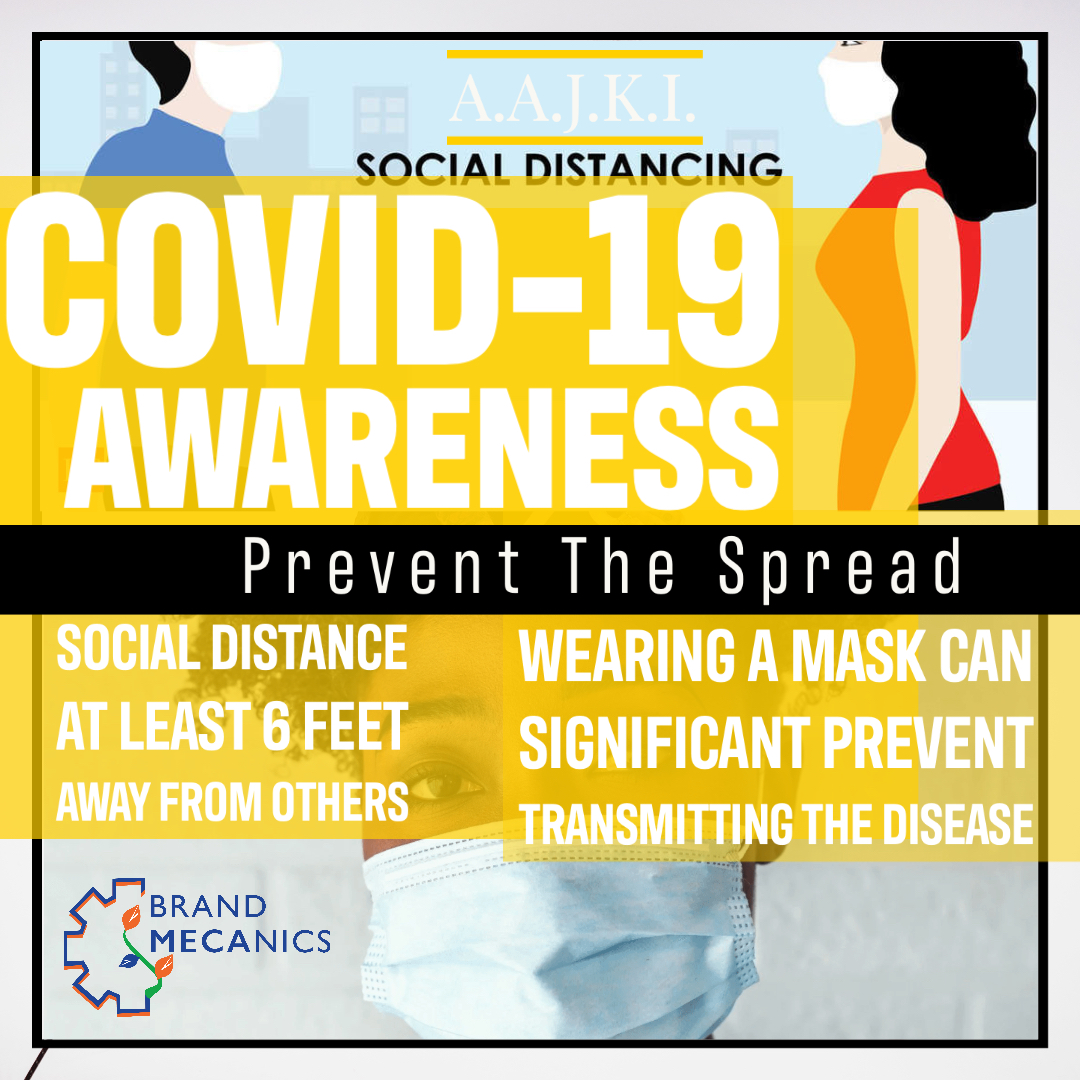 A.A.J.K.I.
SOCIAL DISTANCING
COVID-19
AWARENESS
Prevent The Spread
SOCIAL DISTANCE
AT LEAST 6 FEET
AWAY FROM OTHERS
WEARING A MASK CAN
SIGNIFICANT PREVENT
TRANSMITTING THE DISEASE
BRAND
MECANICS